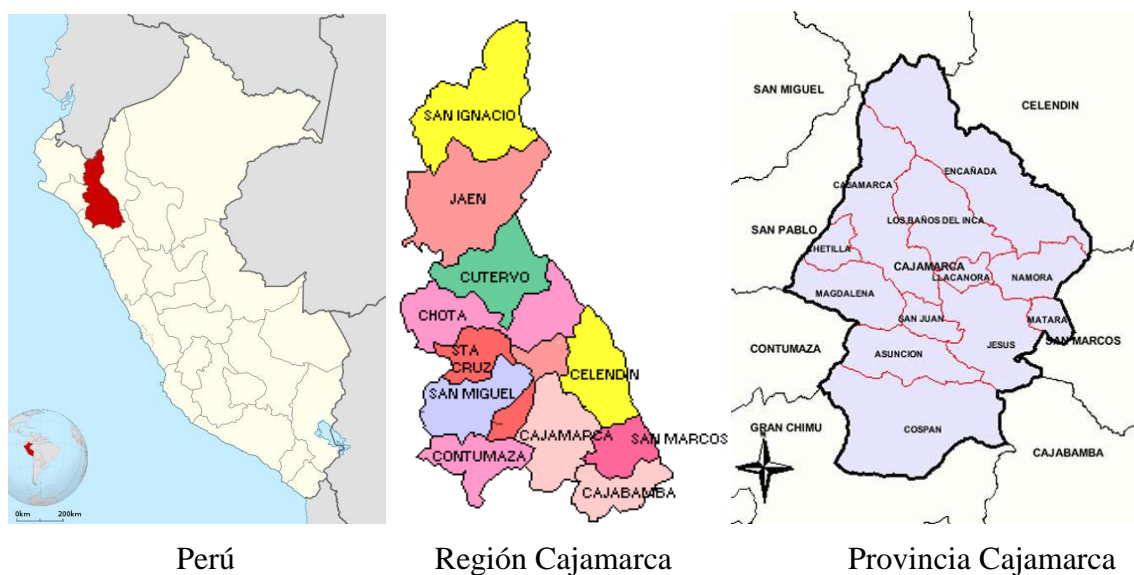 0km 200km
SAN IGNACIO
JAEN
CUTERVO
CHOTA
STA
CRUZ
CELENDIN
SAN MIGUEL
CAJAMARCA
SAN MARCOS
CONTUMAZA
CAJABAMBA
SAN MIGUEL
CELENDIN
ENCAÑADA
CAJAMARCA
LOS BAÑOS DEL INCA
SAN PABLO
CHETILLA
CAJAMARCA
LLACANORA
NAMORA
MAGDALENA
SAN JUAN
MATARA
CONTUMAZA
ASUNCION
JESUS
SAN MARCOS
GRAN CHIMU
COSPAN
CAJABAMBA
Perú
Región Cajamarca
Provincia Cajamarca